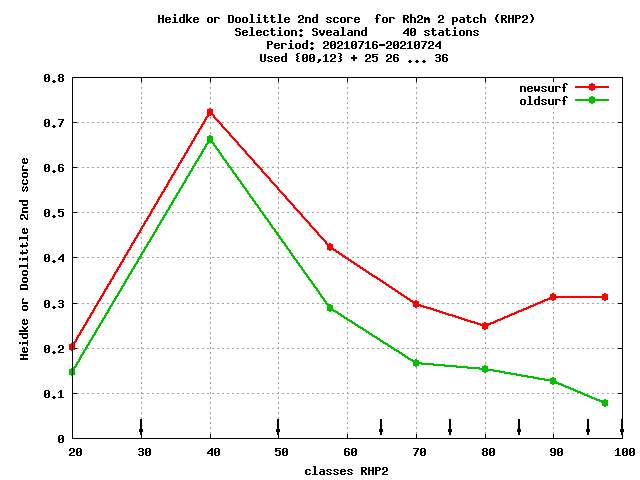 Heidke or Doolittle 2nd score  for Rh2m 2 patch (RHP2)
Selection: Svealand     40 stations
Period: 20210716-20210724
Used {00,12} + 25 26 ... 36
newsurf
oldsurf
0.8
0.7
0.6
0.5
0.4
0.3
0.2
0.1
0
Heidke or Doolittle 2nd score
20 30 40 50 60 70 80 90 100
classes RHP2